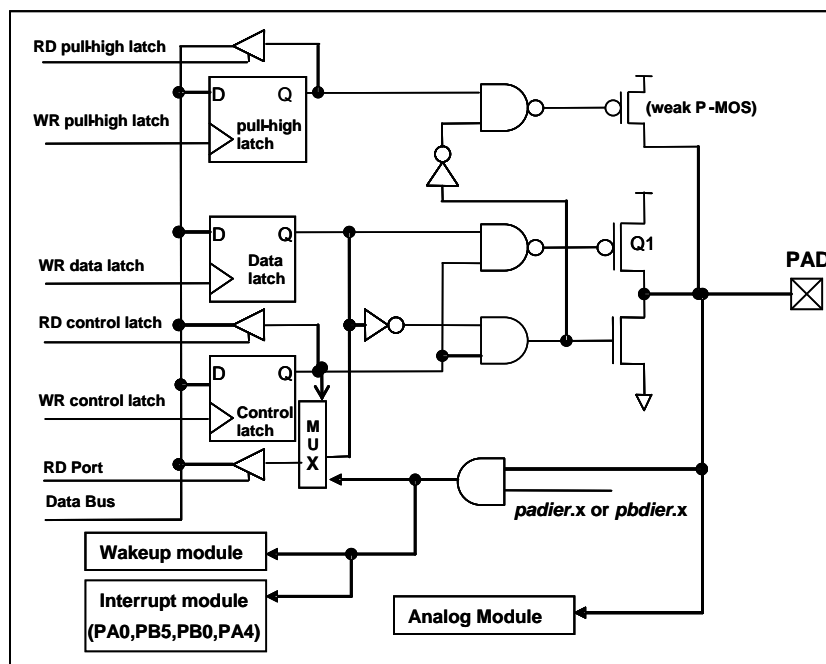 RD pull-high latch
D Q
WR pull-high latch
pull-high
latch
(weak P-MOS)
D Q
Data
latch
WR data latch
Q1
PAD
RD control latch
D Q
WR control latch
Control
latch
M
U
X
RD Port
Data Bus
padier.x or pbdier.x
Wakeup module
Interrupt module
(PA0,PB5,PB0,PA4)
Analog Module